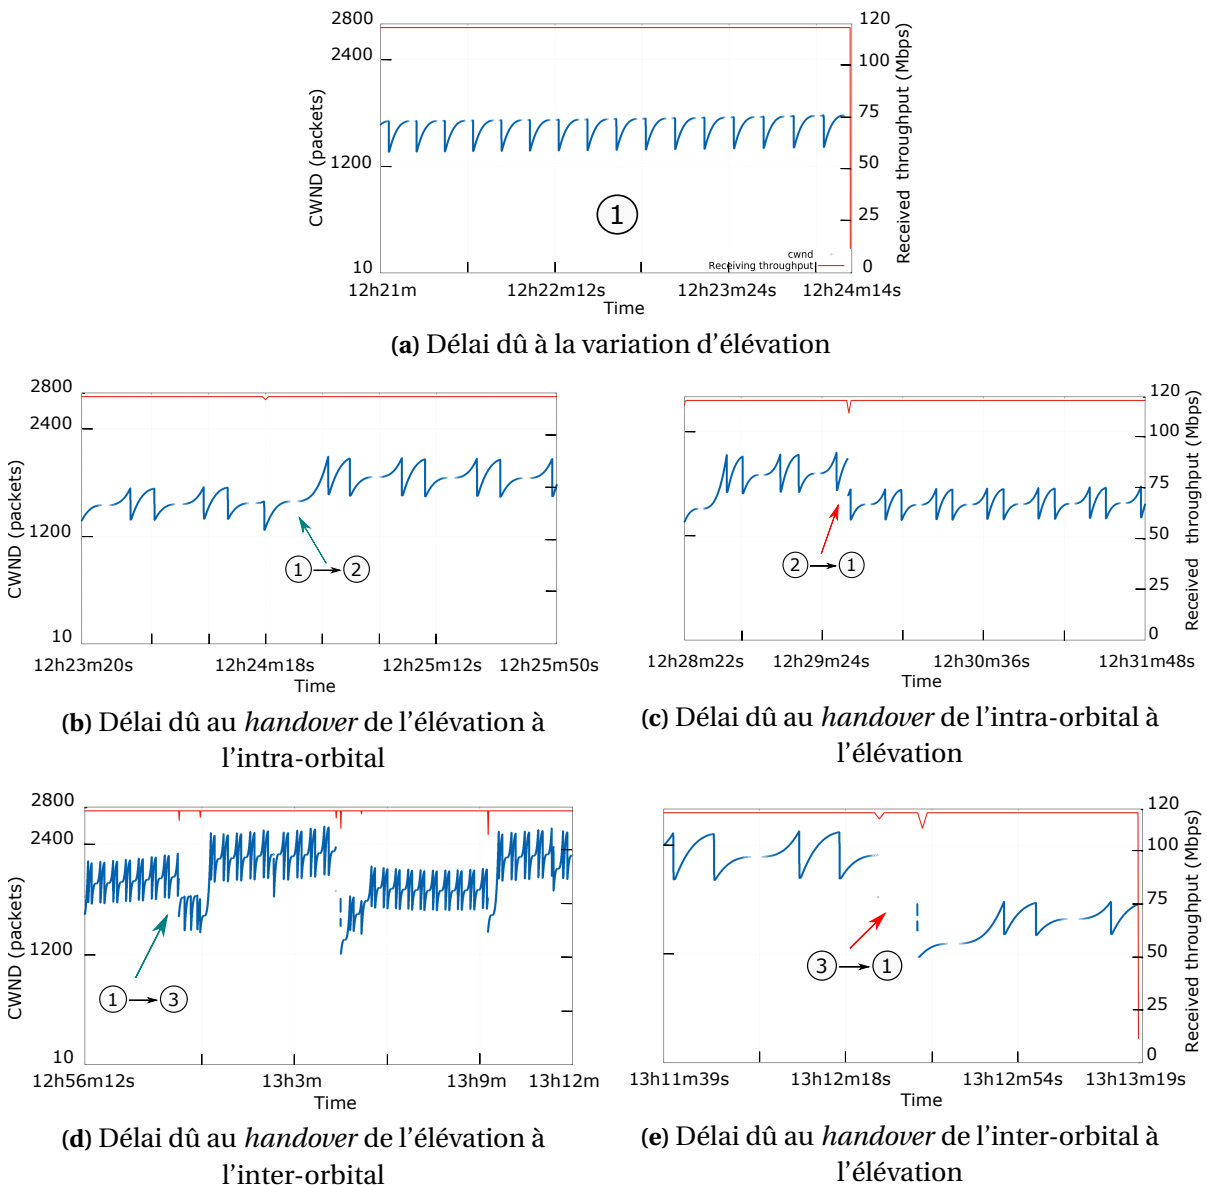 2800
2400
1200
10
CWND (packets)
120
100
75
50
25
0
Received throughput (Mbps)
1
cwnd
Receiving throughput
12h21m 12h22m12s 12h23m24s 12h24m14s
Time
(a) Délai dû à la variation d'élévation
2800
2400
1200
10
CWND (packets)
1 2
12h23m20s 12h24m18s 12h25m12s 12h25m50s
Time
(b) Délai dû au handover de l'élévation à
l'intra-orbital
120
100
75
50
25
0
Received throughput (Mbps)
2 1
12h28m22s 12h29m24s 12h30m36s 12h31m48s
Time
(c) Délai dû au handover de l'intra-orbital à
l'élévation
2800
2400
1200
10
CWND (packets)
1 3
12h56m12s 13h3m 13h9m 13h12m
Time
(d) Délai dû au handover de l'élévation à
l'inter-orbital
120
100
75
50
25
0
Received throughput (Mbps)
3 1
13h11m39s 13h12m18s 13h12m54s 13h13m19s
Time
(e) Délai dû au handover de l'inter-orbital à
l'élévation